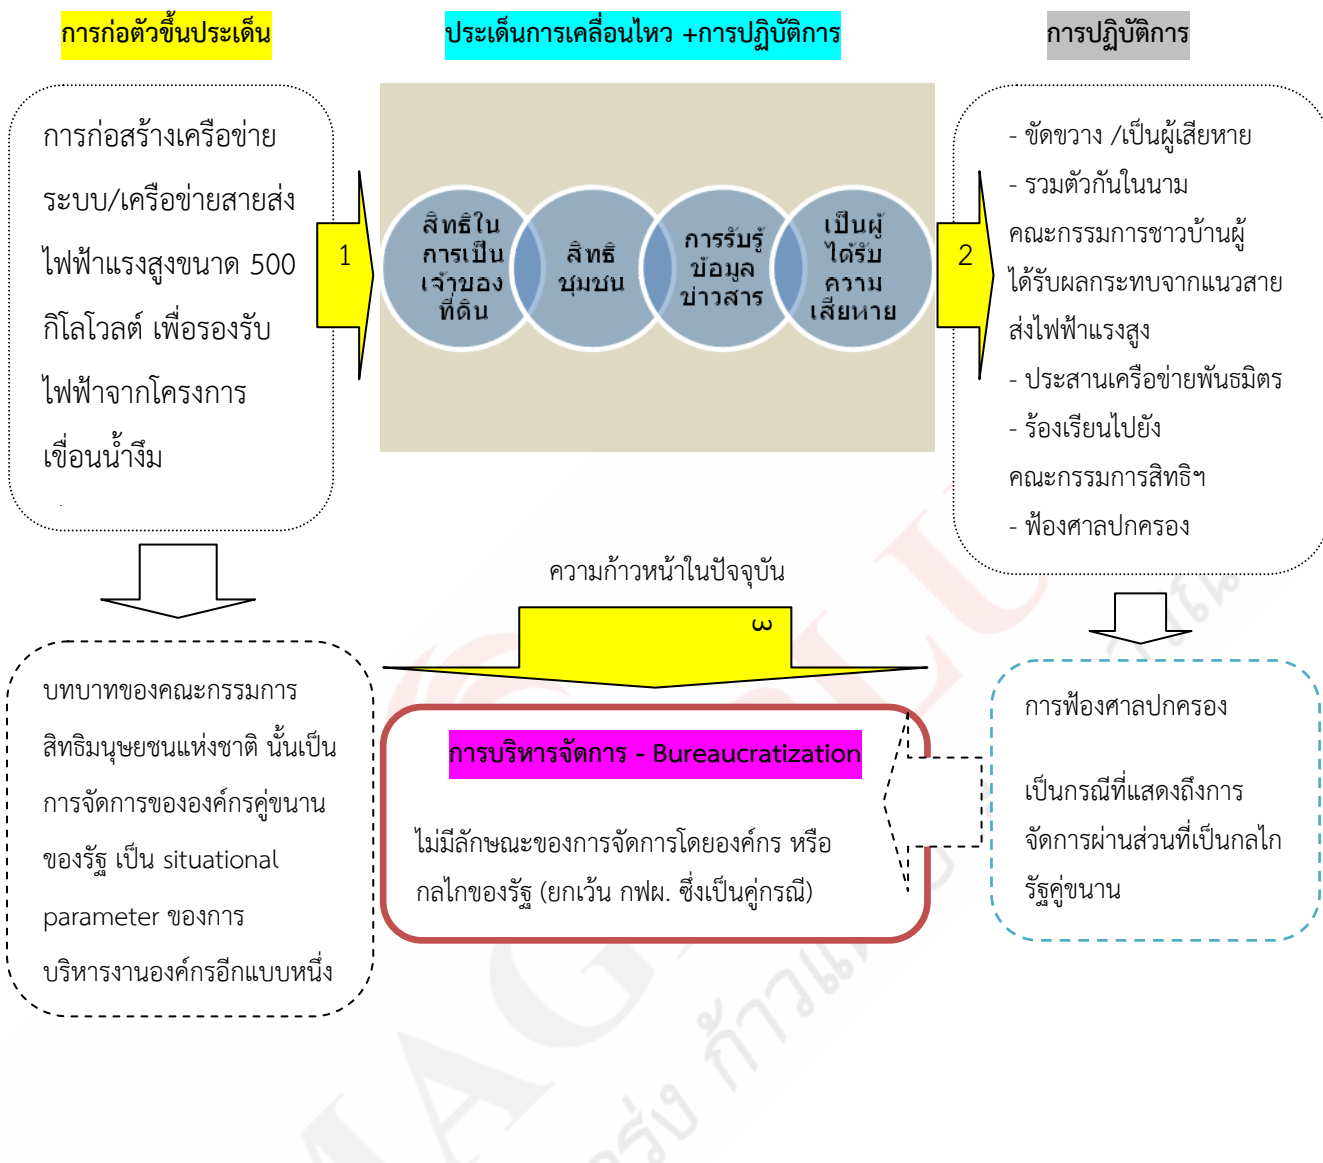 การก่อตัวขึ้นประเด็น
ประเด็นการเคลื่อนไหว +การปฏิบัติการ
การปฏิบัติการ
การก่อสร้างเครือข่าย
ระบบ/เครือข่ายสายส่ง
ไฟฟ้าแรงสูงขนาด 500
กิโลโวลต์ เพื่อรองรับ
ไฟฟ้าจากโครงการ
เขื่อนน้ำงึม
1
สิทธิใน
การเป็น
เจ้าของ
ที่ดิน
สิทธิ
ชุมชน
การรับรู้
ข้อมูล
ข่าวสาร
เป็นผู้
ได้รับ
ความ
เสียหาย
2
- ขัดขวาง /เป็นผู้เสียหาย
- รวมตัวกันในนาม
คณะกรรมการชาวบ้านผู้
ได้รับผลกระทบจากแนวสาย
ส่งไฟฟ้าแรงสูง
- ประสานเครือข่ายพันธมิตร
- ร้องเรียนไปยัง
คณะกรรมการสิทธิฯ
- ฟ้องศาลปกครอง
ความก้าวหน้าในปัจจุบัน
3
บทบาทของคณะกรรมการ
สิทธิมนุษยชนแห่งชาติ นั้นเป็น
การจัดการขององค์กรคู่ขนาน
ของรัฐ เป็น situational
parameter ของการ
บริหารงานองค์กรอีกแบบหนึ่ง
การบริหารจัดการ - Bureaucratization
ไม่มีลักษณะของการจัดการโดยองค์กร หรือ
กลไกของรัฐ (ยกเว้น กฟผ. ซึ่งเป็นคู่กรณี)
การฟ้องศาลปกครอง
เป็นกรณีที่แสดงถึงการ
จัดการผ่านส่วนที่เป็นกลไก
รัฐคู่ขนาน